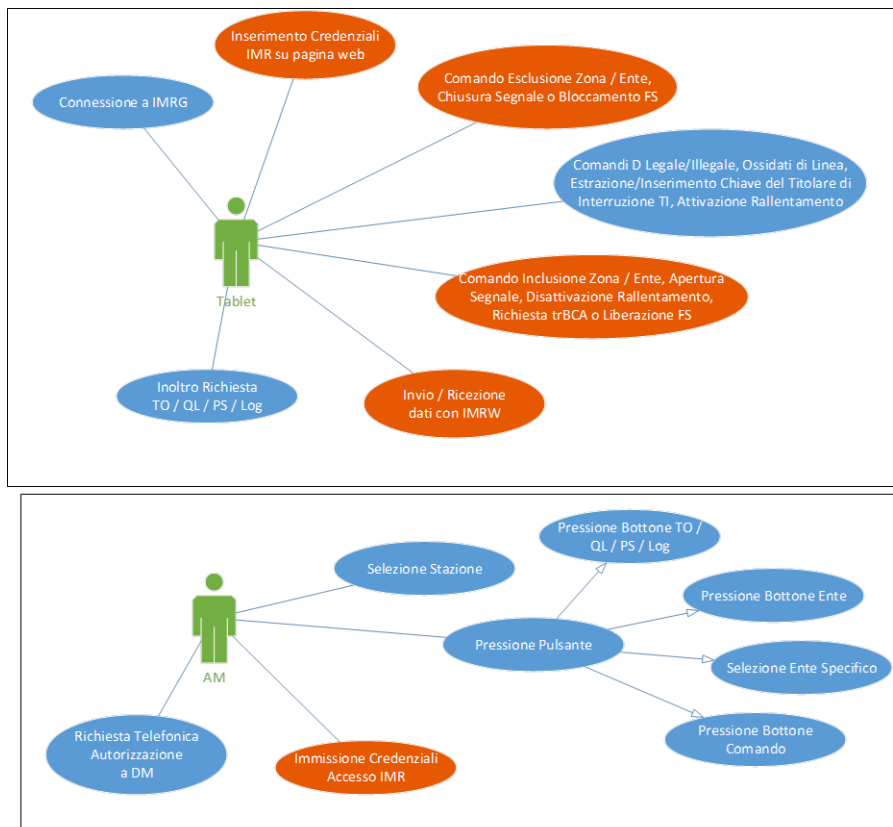 Inserimento Credenziali
IMR su pagina web
Connessione a IMRG
Comando Esclusione Zona / Ente,
Chiusura Segnale o Bloccamento FS
Comandi D Legale/Illegale, Ossidati di Linea,
Estrazione/Inserimento Chiave del Titolare di
Interruzione TI, Attivazione Rallentamento
Tablet
Comando Inclusione Zona / Ente, Apertura
Segnale, Disattivazione Rallentamento,
Richiesta trBCA o Liberazione FS
Inoltro Richiesta
TO / QL / PS / Log
Invio / Ricezione
dati con IMRW
Pressione Bottone TO /
QL / PS / Log
Selezione Stazione
Pressione Bottone Ente
Pressione Pulsante
Selezione Ente Specifico
AM
Richiesta Telefonica
Autorizzazione
a DM
Immissione Credenziali
Accesso IMR
Pressione Bottone
Comando